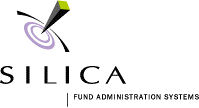 SILICA
FUND ADMINISTRATION SYSTEMS